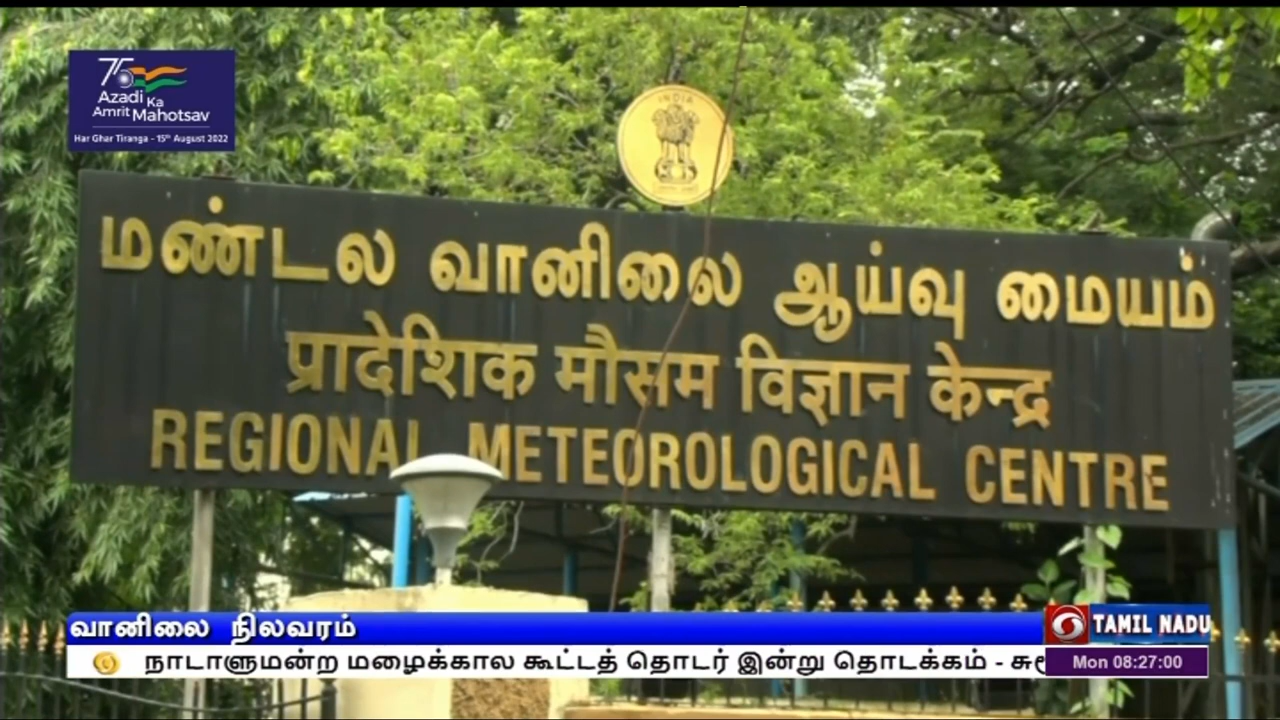 75
Azadi
Ka
Amrit Mahotsav
Har Ghar Tiranga - 15th August 2022
INDIA
மண்டல வானிலை ஆய்வு மையம்
प्रादेशिक मौसम विज्ञान केन्द्र
REGIONAL METEOROLOGICAL CENTRE
வானிலை நிலவரம்
TAMIL NADU
நாடாளுமன்ற மழைக்கால கூட்டத் தொடர் இன்று தொடக்கம் -
Mon 08:27:00